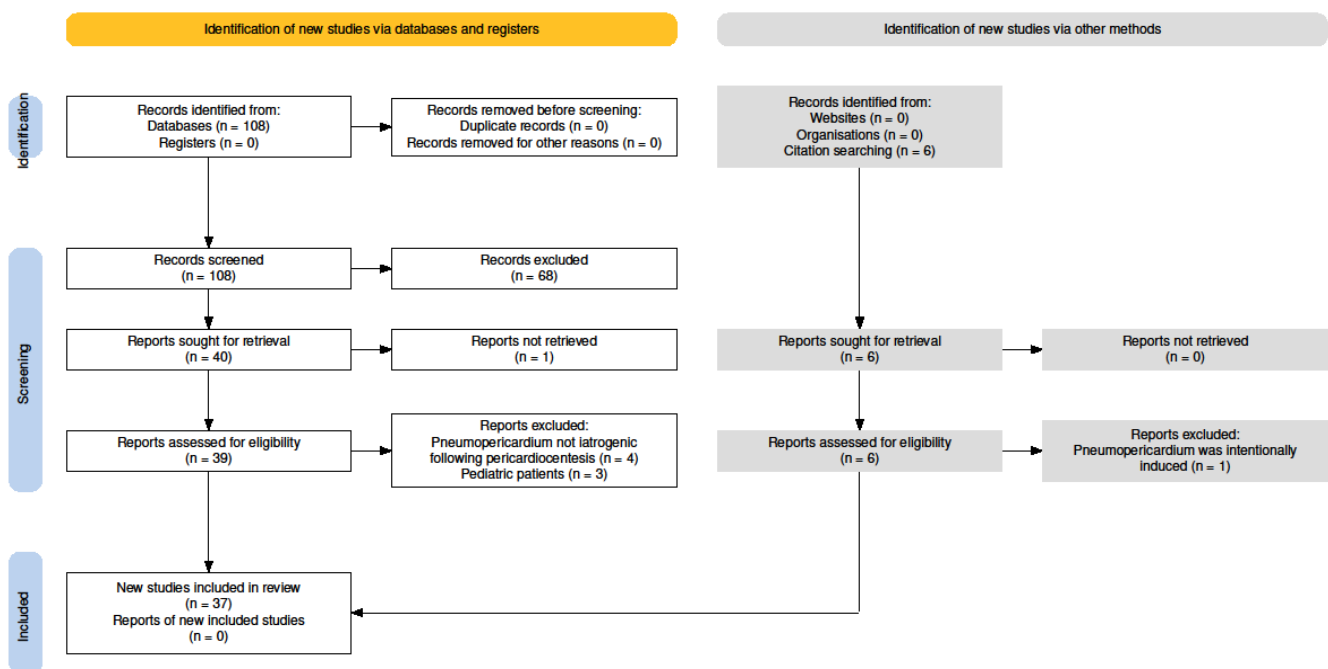 Identification of new studies via databases and registers
Identification of new studies via other methods
Identification
Records identified from:
Databases (n = 108)
Registers (n = 0)
Records removed before screening:
Duplicate records (n = 0)
Records removed for other reasons (n = 0)
Records identified from:
Websites (n = 0)
Organisations (n = 0)
Citation searching (n = 6)
Screening
Records screened
(n = 108)
Records excluded
(n = 68)
Reports sought for retrieval
(n = 40)
Reports not retrieved
(n = 1)
Reports sought for retrieval
(n = 6)
Reports not retrieved
(n = 0)
Reports assessed for eligibility
(n = 39)
Reports excluded:
Pneumopericardium not iatrogenic
following pericardiocentesis (n = 4)
Pediatric patients (n = 3)
Reports assessed for eligibility
(n = 6)
Reports excluded:
Pneumopericardium was intentionally
induced (n = 1)
Included
New studies included in review
(n = 37)
Reports of new included studies
(n = 0)